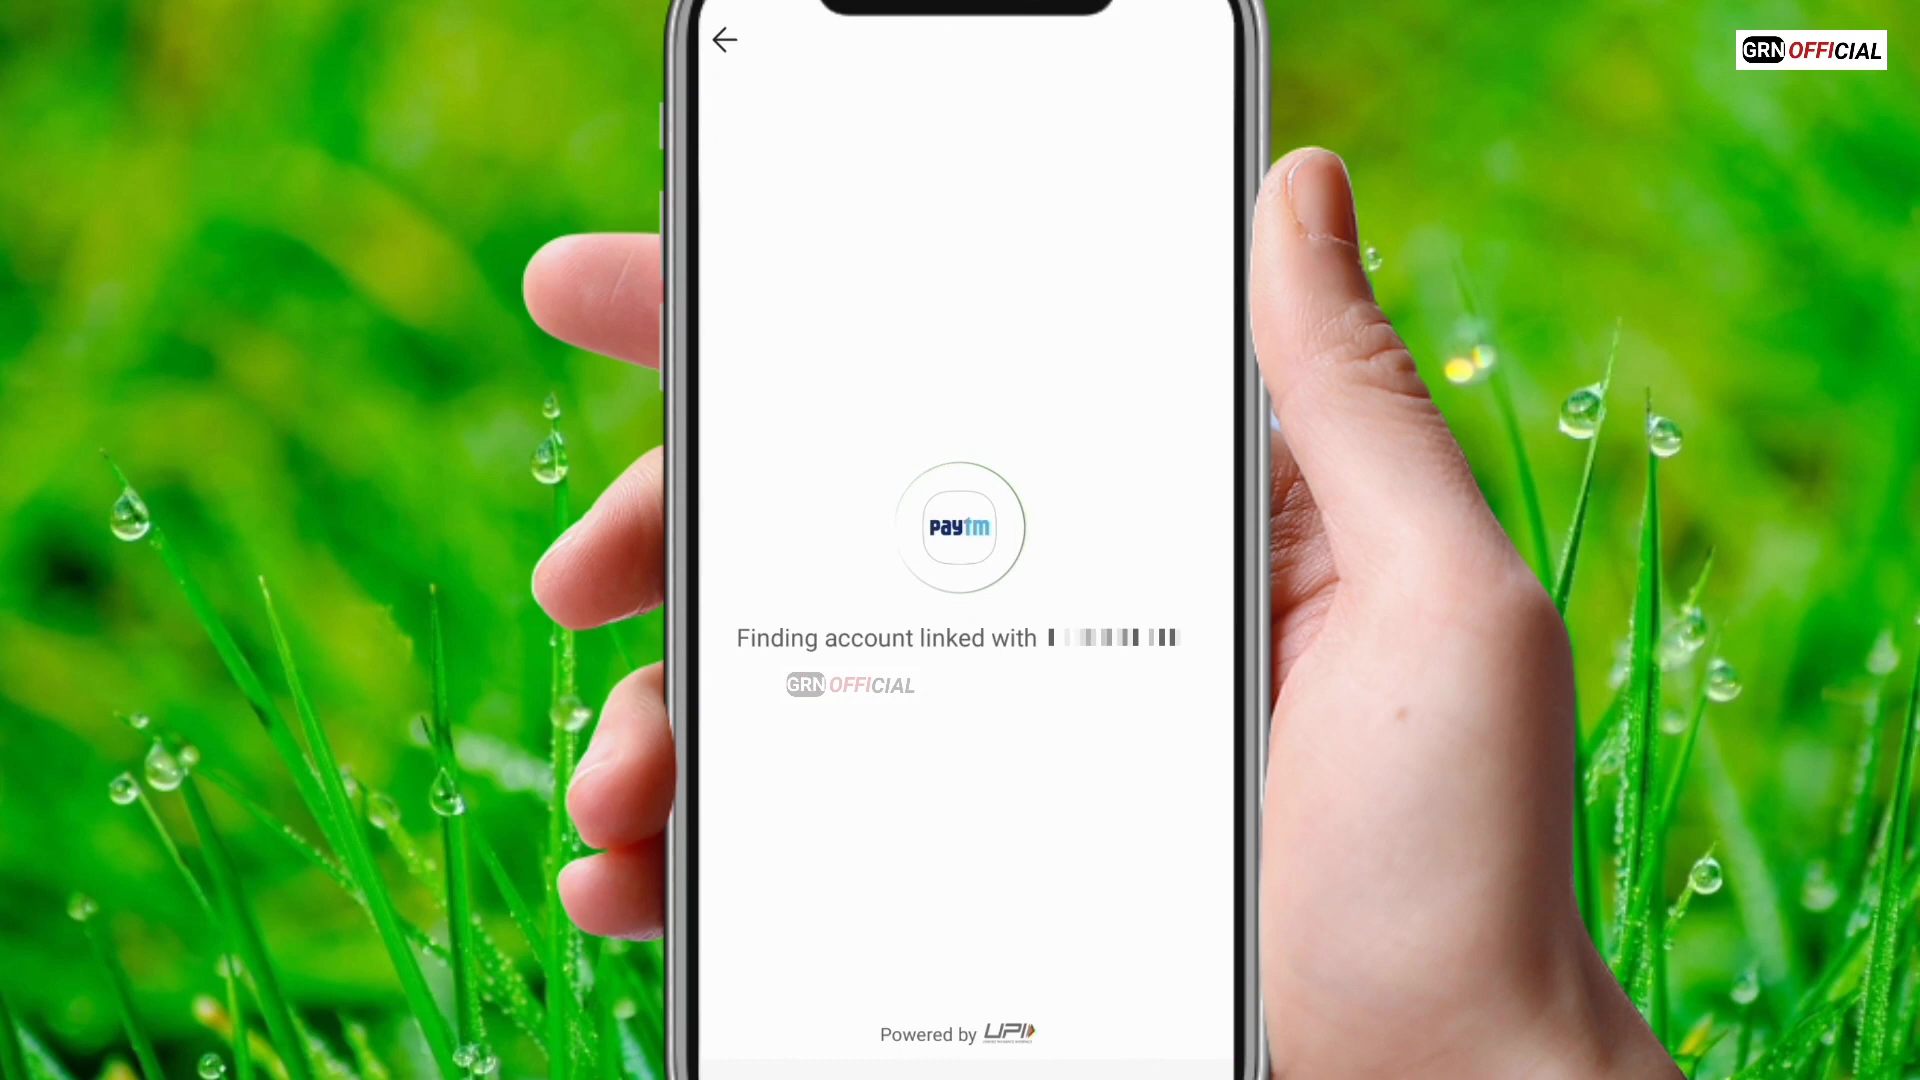 GRN OFFICIAL
paytm
Finding account linked with
GRN OFFICIAL
Powered by UPI